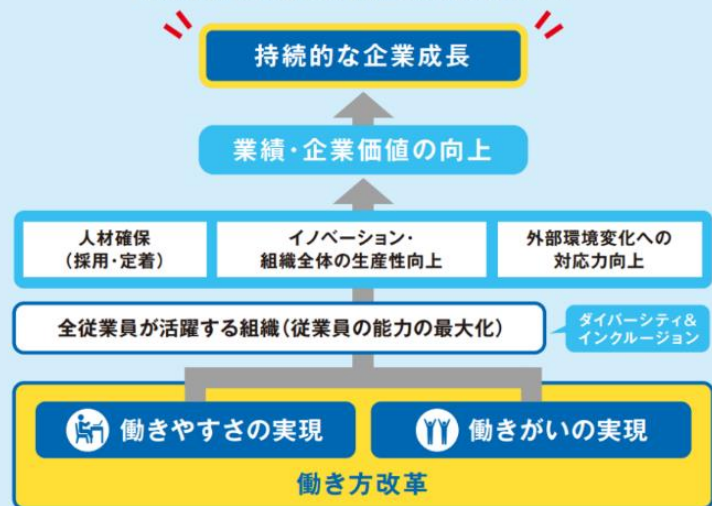 持続的な企業成長
業績・企業価値の向上
人材確保
(採用・定着)
イノベーション・
組織全体の生産性向上
外部環境変化への
対応力向上
全従業員が活躍する組織(従業員の能力の最大化)
ダイバーシティ&
インクルージョン
働きやすさの実現
働きがいの実現
働き方改革